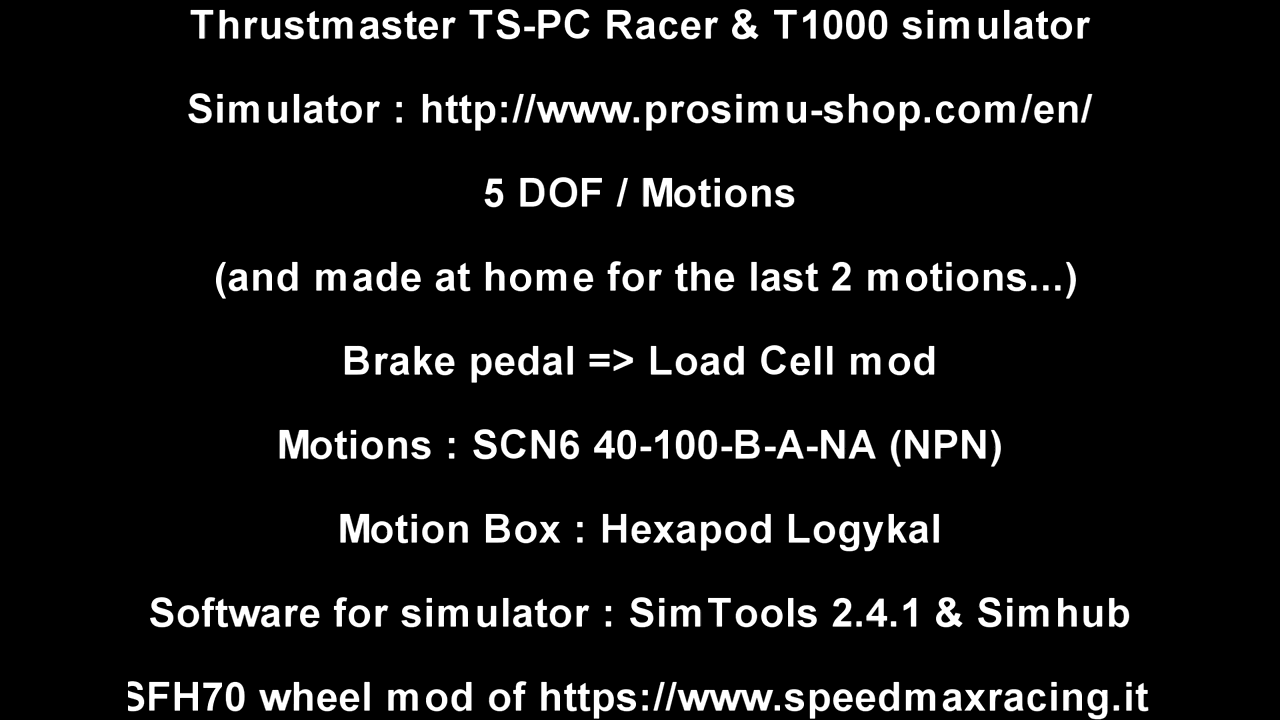 Thrustmaster TS-PC Racer & T1000 simulator
Simulator : http://www.prosimu-shop.com/en/
5 DOF / Motions
(and made at home for the last 2 motions...)
Brake pedal => Load Cell mod
Motions : SCN6 40-100-B-A-NA (NPN)
Motion Box : Hexapod Logykal
Software for simulator : SimTools 2.4.1 & Simhub
SFH70 wheel mod of https://www.speedmaxracing.it